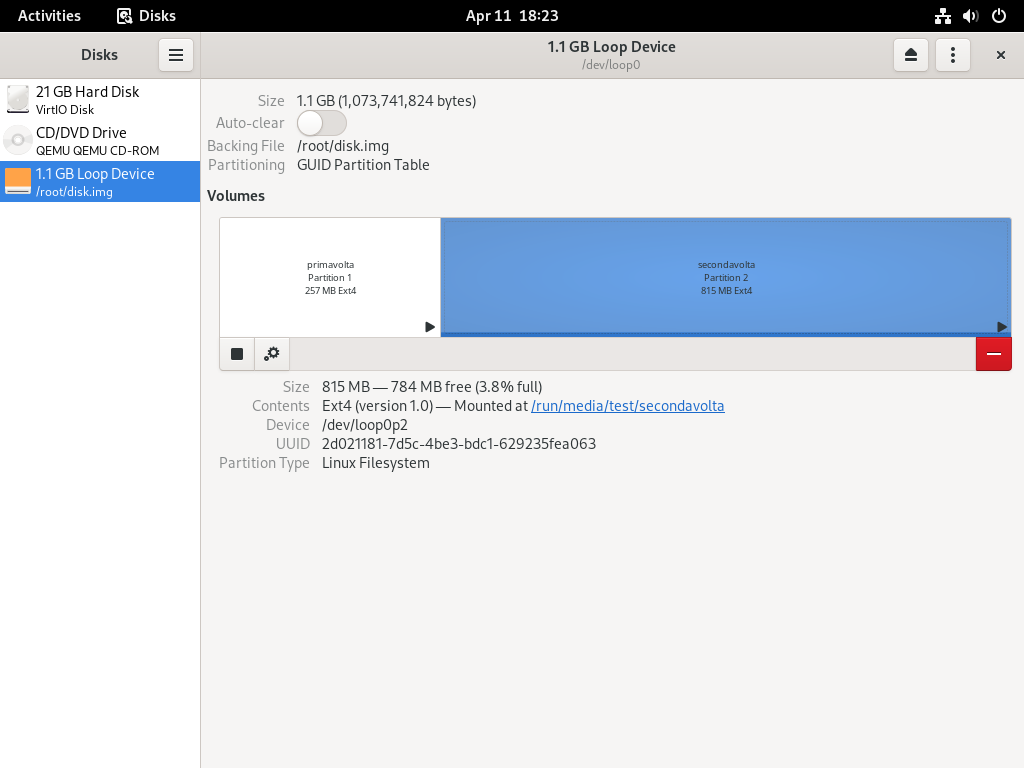 Activities Disks Apr 11 18:23
Disks
1.1 GB Loop Device
/dev/loop0
21 GB Hard Disk
VirtIO Disk
CD/DVD Drive
QEMU QEMU CD-ROM
1.1 GB Loop Device
/root/disk.img
Size 1.1 GB (1,073,741,824 bytes)
Auto-clear
Backing File /root/disk.img
Partitioning GUID Partition Table
Volumes
primavolta
Partition 1
257 MB Ext4
secondavolta
Partition 2
815 MB Ext4
Size 815 MB — 784 MB free (3.8% full)
Contents Ext4 (version 1.0) — Mounted at /run/media/test/secondavolta
Device /dev/loop0p2
UUID 2d021181-7d5c-4be3-bdc1-629235fea063
Partition Type Linux Filesystem